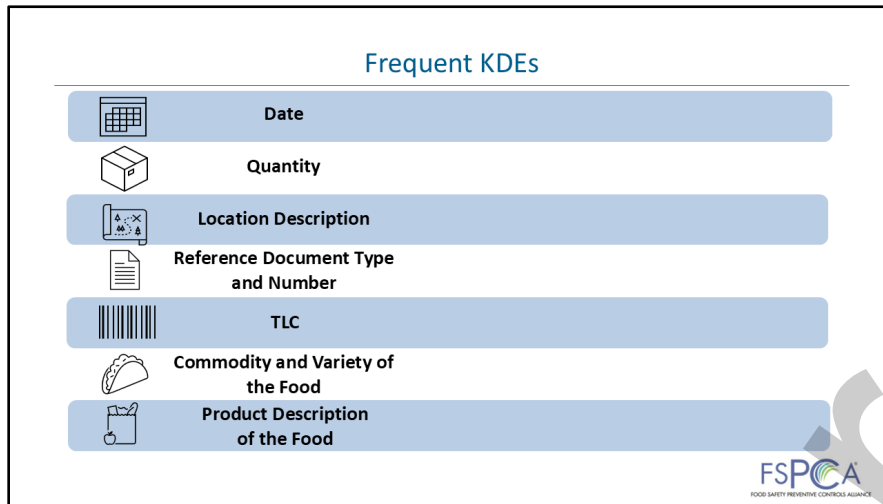 Frequent KDEs
Date
Quantity
Location Description
Reference Document Type
and Number
TLC
Commodity and Variety of
the Food
Product Description
of the Food
FSPCA
FOOD SAFETY PREVENTIVE CONTROLS ALLIANCE